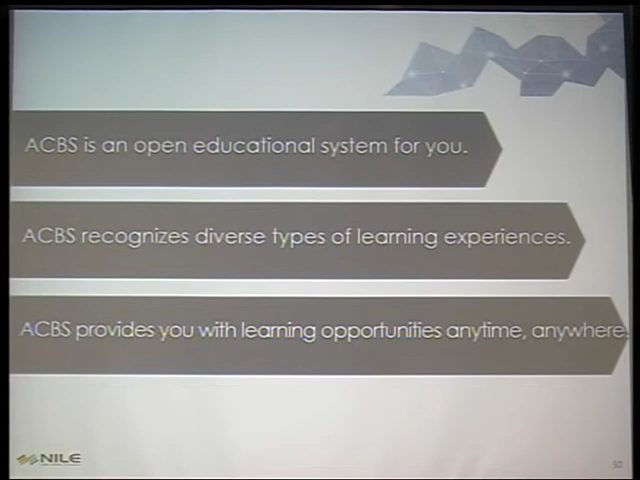 ACBS is an open educational system for you.
ACBS recognizes diverse types of learning experiences.
ACBS provides you with learning opportunities anytime, anywhere.
NILE
50